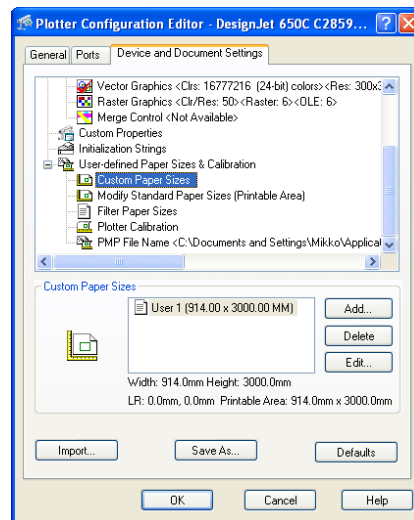 Plotter Configuration Editor - DesignJet 650C C2859...
General Ports Device and Document Settings
Vector Graphics <Clrs: 16777216 (24-bit) colors><Res: 300x3
Raster Graphics <Clr/Res: 50><Raster: 6><OLE: 6>
Merge Control <Not Available>
Custom Properties
Initialization Strings
User-defined Paper Sizes & Calibration
Custom Paper Sizes
Modify Standard Paper Sizes (Printable Area)
Filter Paper Sizes
Plotter Calibration
PMP File Name <C:\Documents and Settings\Mikko\Applicat
Custom Paper Sizes
User 1 (914.00 x 3000.00 MM)
Add...
Delete
Edit...
Width: 914.0mm Height: 3000.0mm
LR: 0.0mm, 0.0mm Printable Area: 914.0mm x 3000.0mm
Import... Save As... Defaults
OK Cancel Help